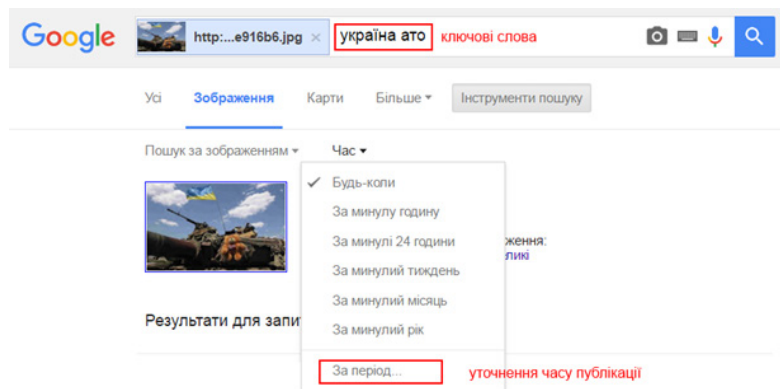 Google http:...e916b6.jpg × україна ато ключові слова
Усі Зображення Карти Більше Інструменти пошуку
Пошук за зображенням Час
Будь-коли
За минулу годину
За минулі 24 години ження:
За минулий тиждень ликі
За минулий місяць
Результати для запи
За минулий рік
За період... уточнення часу публікації